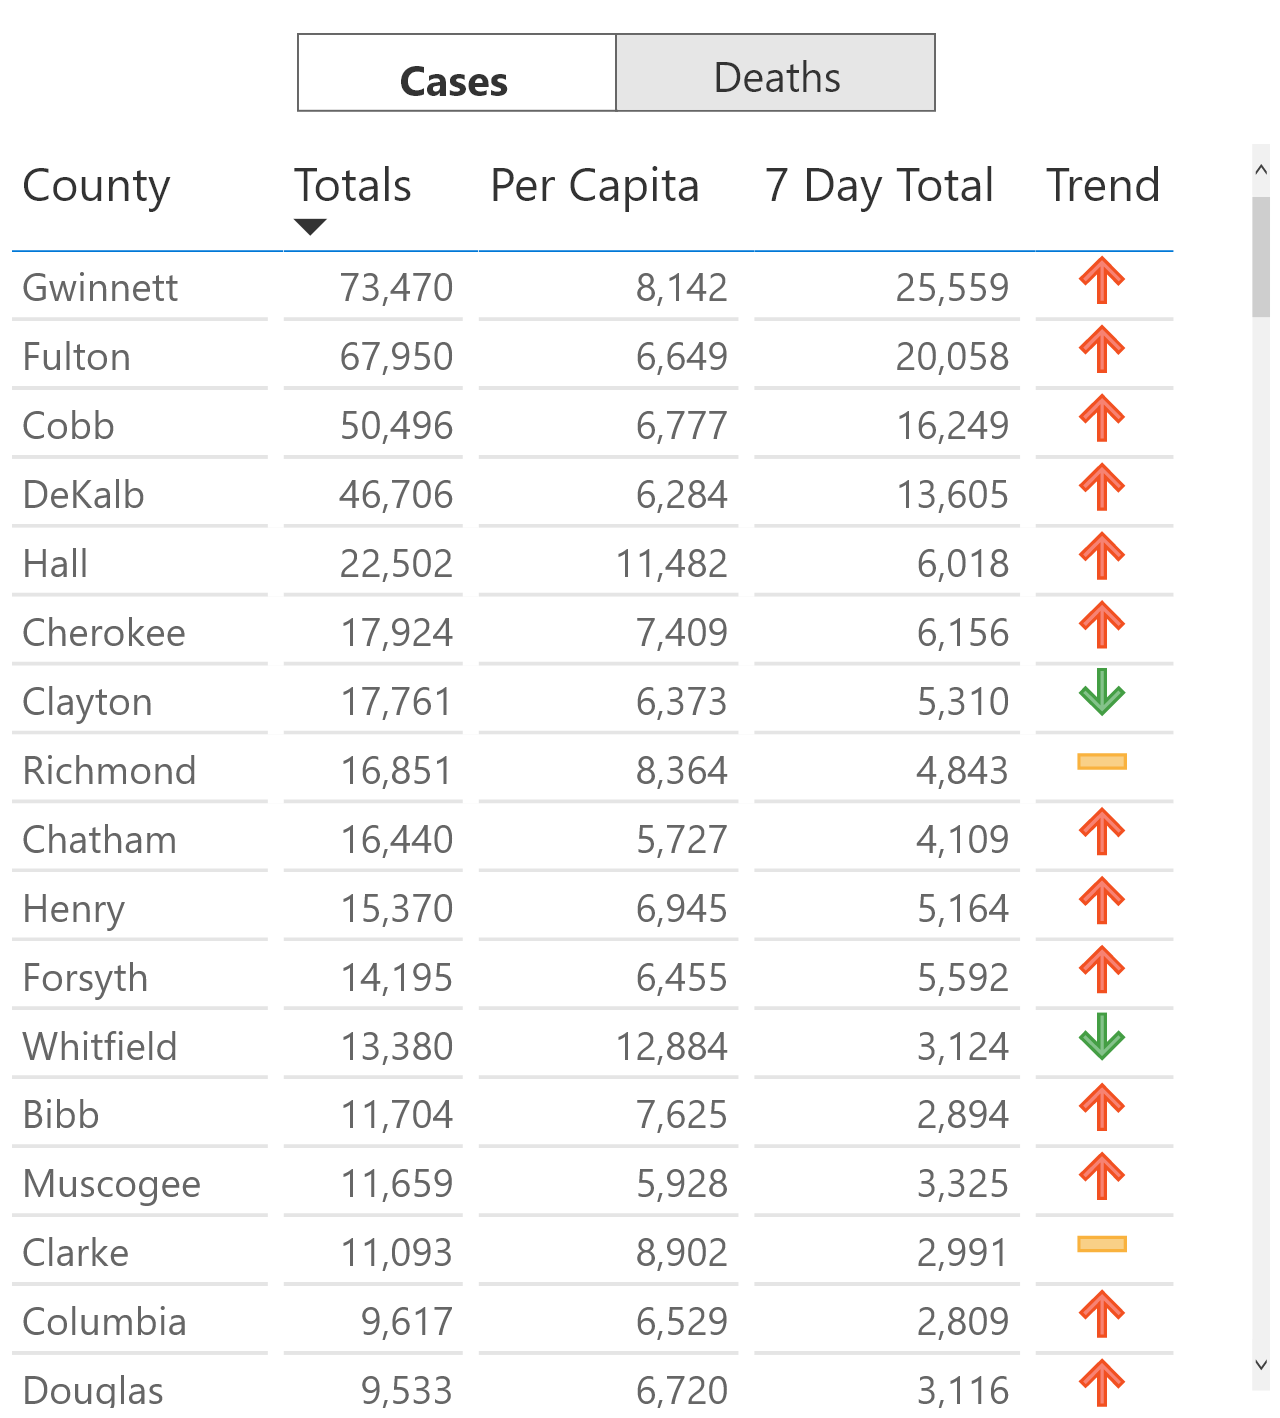 Cases Deaths
County Totals Per Capita 7 Day Total Trend
Gwinnett 73,470 8,142 25,559
Fulton 67,950 6,649 20,058
Cobb 50,496 6,777 16,249
DeKalb 46,706 6,284 13,605
Hall 22,502 11,482 6,018
Cherokee 17,924 7,409 6,156
Clayton 17,761 6,373 5,310
Richmond 16,851 8,364 4,843
Chatham 16,440 5,727 4,109
Henry 15,370 6,945 5,164
Forsyth 14,195 6,455 5,592
Whitfield 13,380 12,884 3,124
Bibb 11,704 7,625 2,894
Muscogee 11,659 5,928 3,325
Clarke 11,093 8,902 2,991
Columbia 9,617 6,529 2,809
Douglas 9,533 6,720 3,116